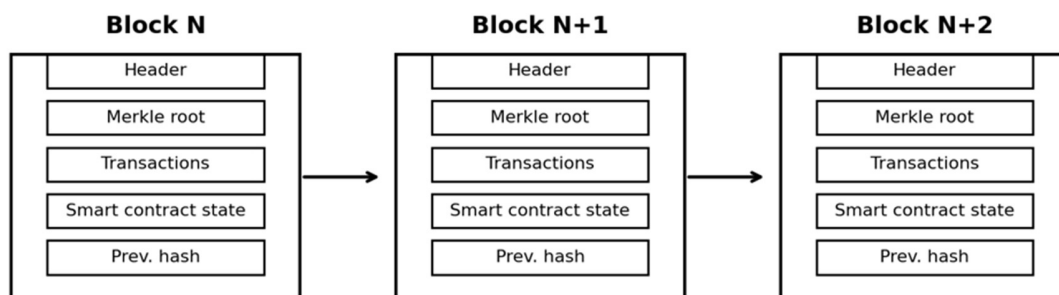 Block N
Header
Merkle root
Transactions
Smart contract state
Prev. hash
Block N+1
Header
Merkle root
Transactions
Smart contract state
Prev. hash
Block N+2
Header
Merkle root
Transactions
Smart contract state
Prev. hash